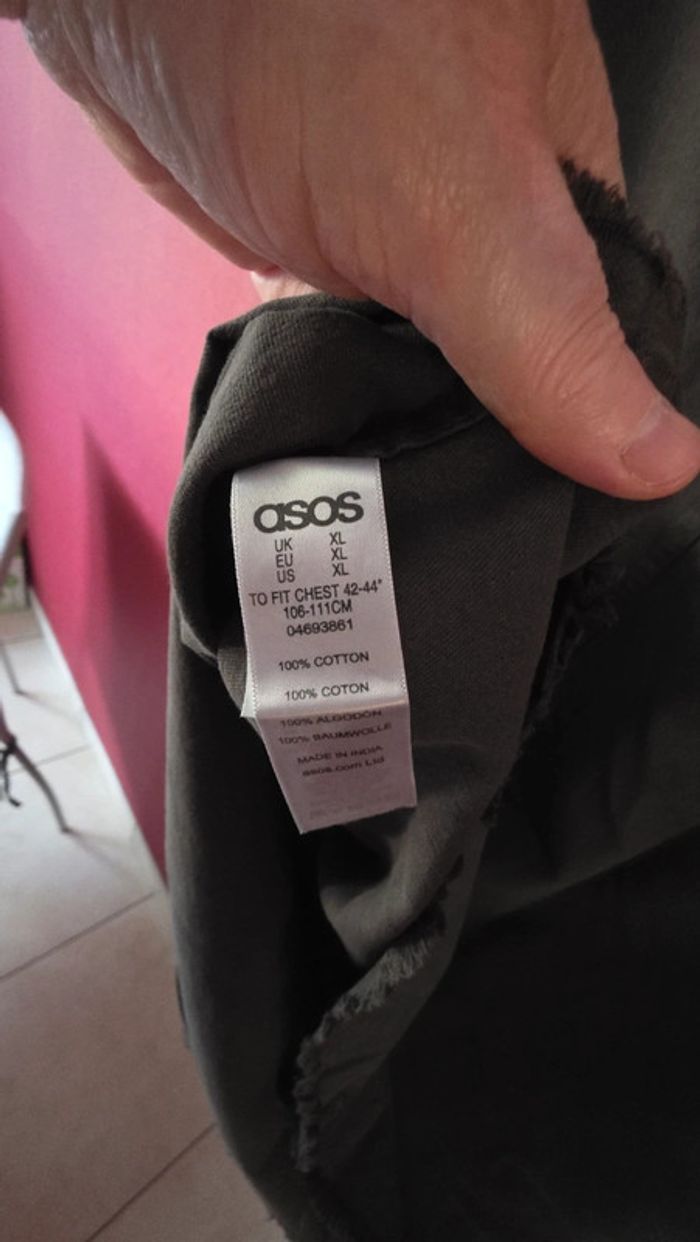 asos
UK XL
EU XL
US XL
TO FIT CHEST 42-44"
106-111CM
04693861
100% COTTON
100% COTON
100% ALGODON
100% BAUMWOLLE
MADE IN INDIA
asos.com Ltd